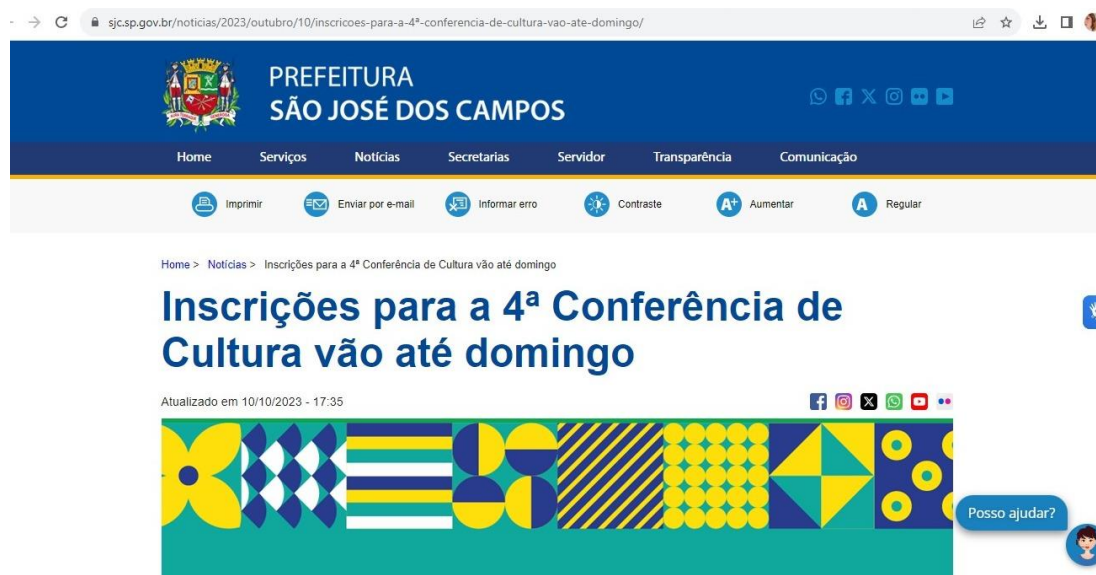 sjc.sp.gov.br/noticias/2023/outubro/10/inscricoes-para-a-4ª-conferencia-de-cultura-vao-ate-domingo/
PREFEITURA
SÃO JOSÉ DOS CAMPOS
Home Serviços Notícias Secretarias Servidor Transparência Comunicação
Imprimir Enviar por e-mail Informar erro Contraste A+ Aumentar A Regular
Home > Notícias > Inscrições para a 4ª Conferência de Cultura vão até domingo
Inscrições para a 4ª Conferência de
Cultura vão até domingo
Atualizado em 10/10/2023 - 17:35
Posso ajudar?